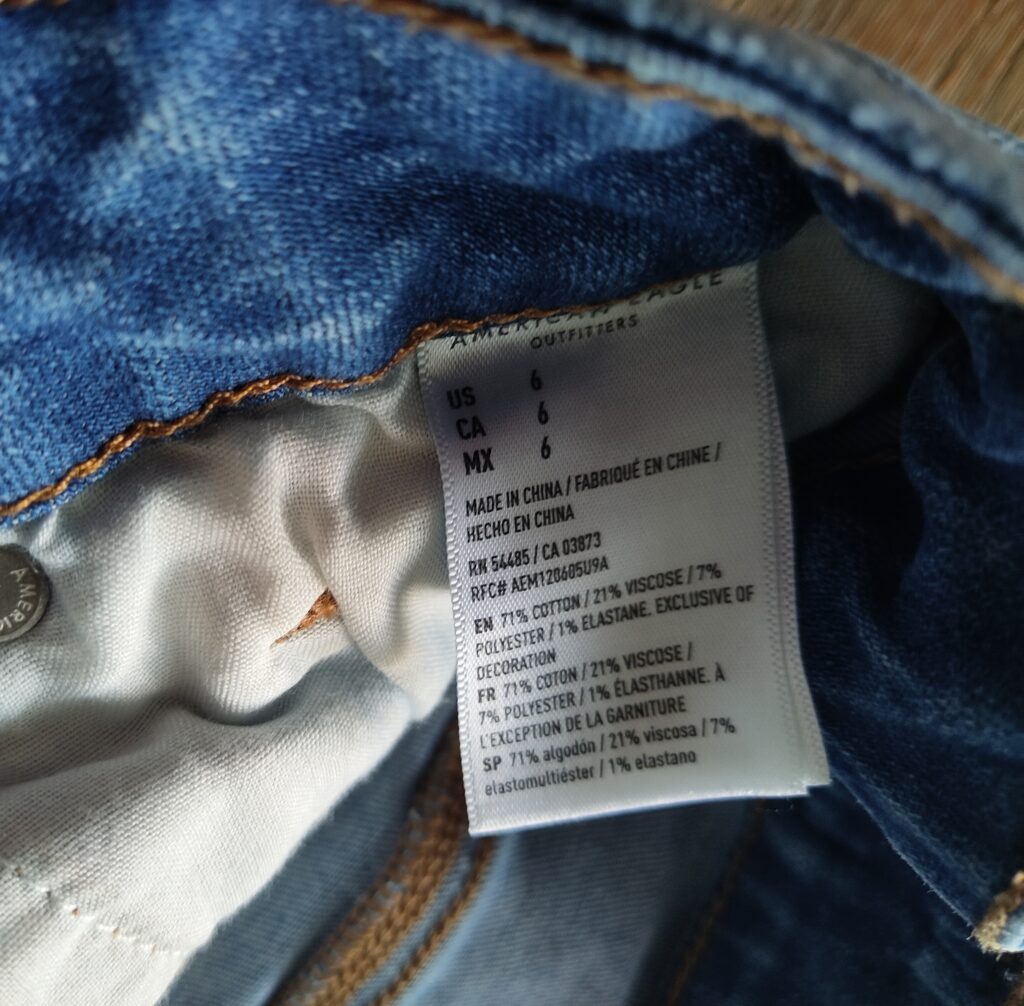 AMERICAN EAGLE
OUTFITTERS
US 6
CA 6
MX 6
MADE IN CHINA / FABRIQUÉ EN CHINE /
HECHO EN CHINA
RN 54485 / CA 03873
RFC# AEM120605U9A
EN 71% COTTON / 21% VISCOSE / 7%
POLYESTER / 1% ELASTANE. EXCLUSIVE OF
DECORATION
FR 71% COTON / 21% VISCOSE /
7% POLYESTER / 1% ÉLASTHANNE. À
L'EXCEPTION DE LA GARNITURE
SP 71% algodón / 21% viscosa / 7%
elastomultiéster / 1% elastano